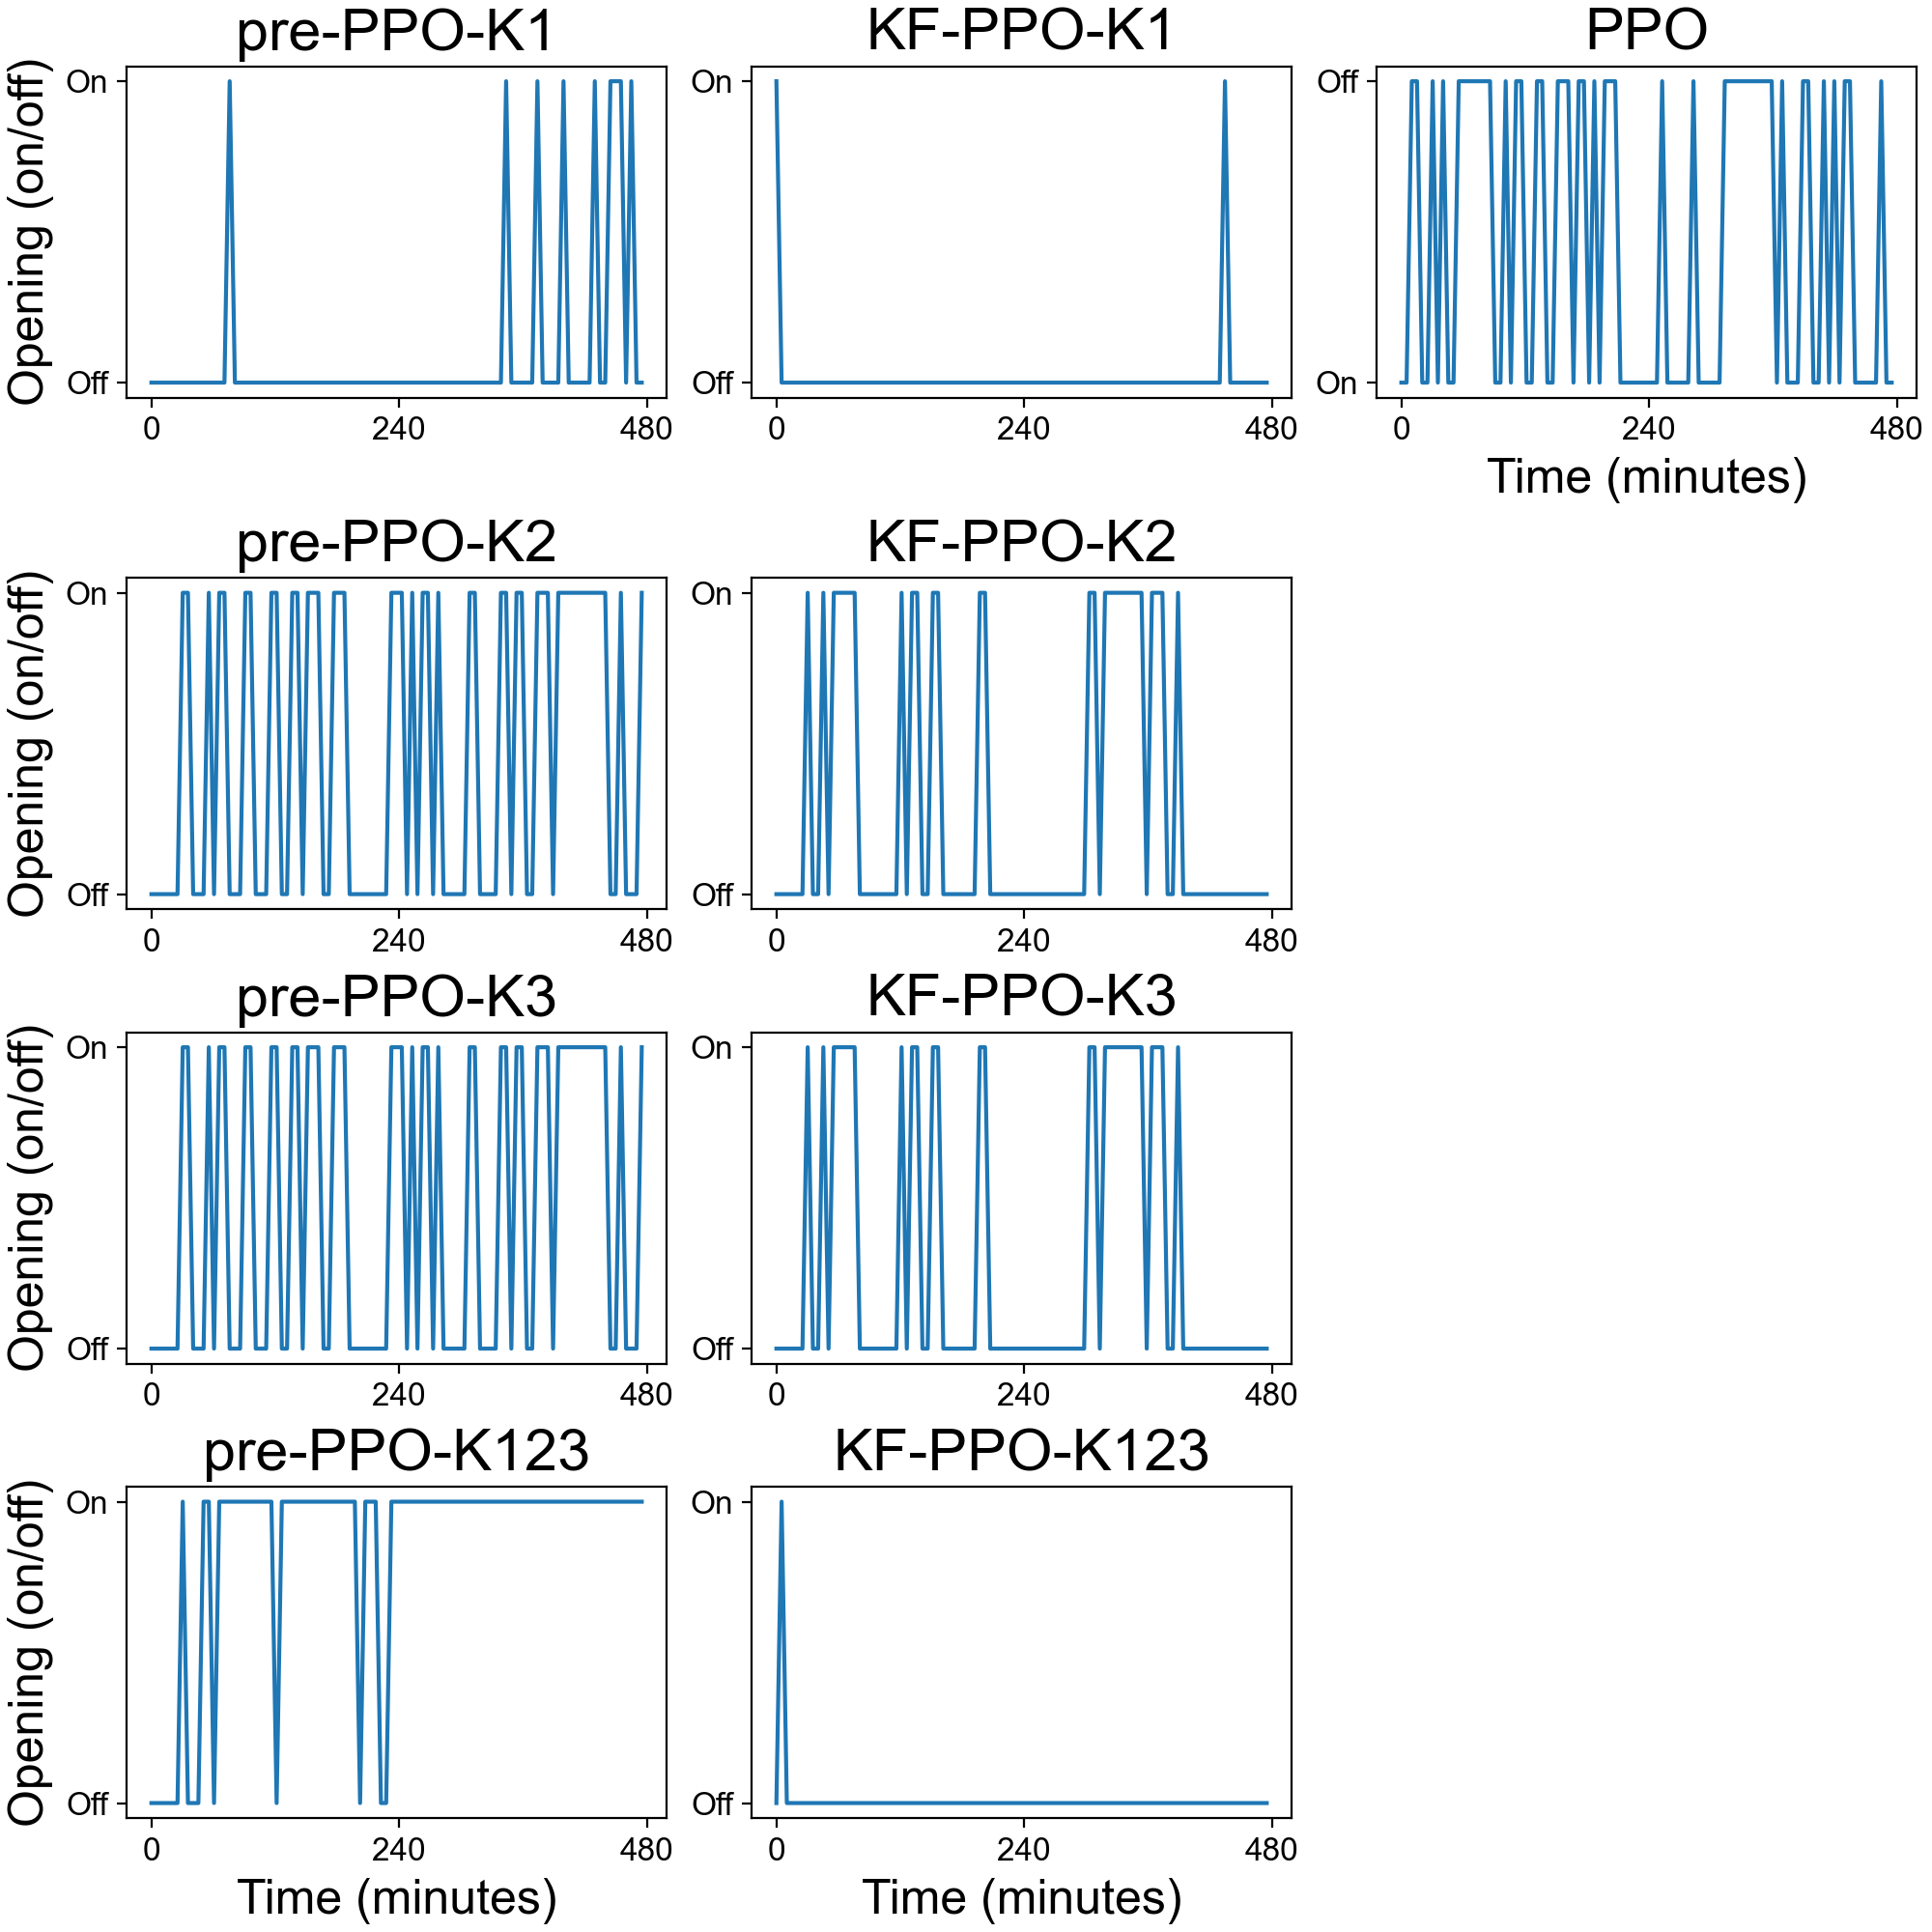 pre-PPO-K1
KF-PPO-K1
PPO
Opening (on/off)
On
Off
0 240 480
On
Off
0 240 480
Off
On
0 240 480
Time (minutes)
pre-PPO-K2
KF-PPO-K2
Opening (on/off)
On
Off
0 240 480
On
Off
0 240 480
pre-PPO-K3
KF-PPO-K3
Opening (on/off)
On
Off
0 240 480
On
Off
0 240 480
pre-PPO-K123
KF-PPO-K123
Opening (on/off)
On
Off
0 240 480
Time (minutes)
On
Off
0 240 480
Time (minutes)